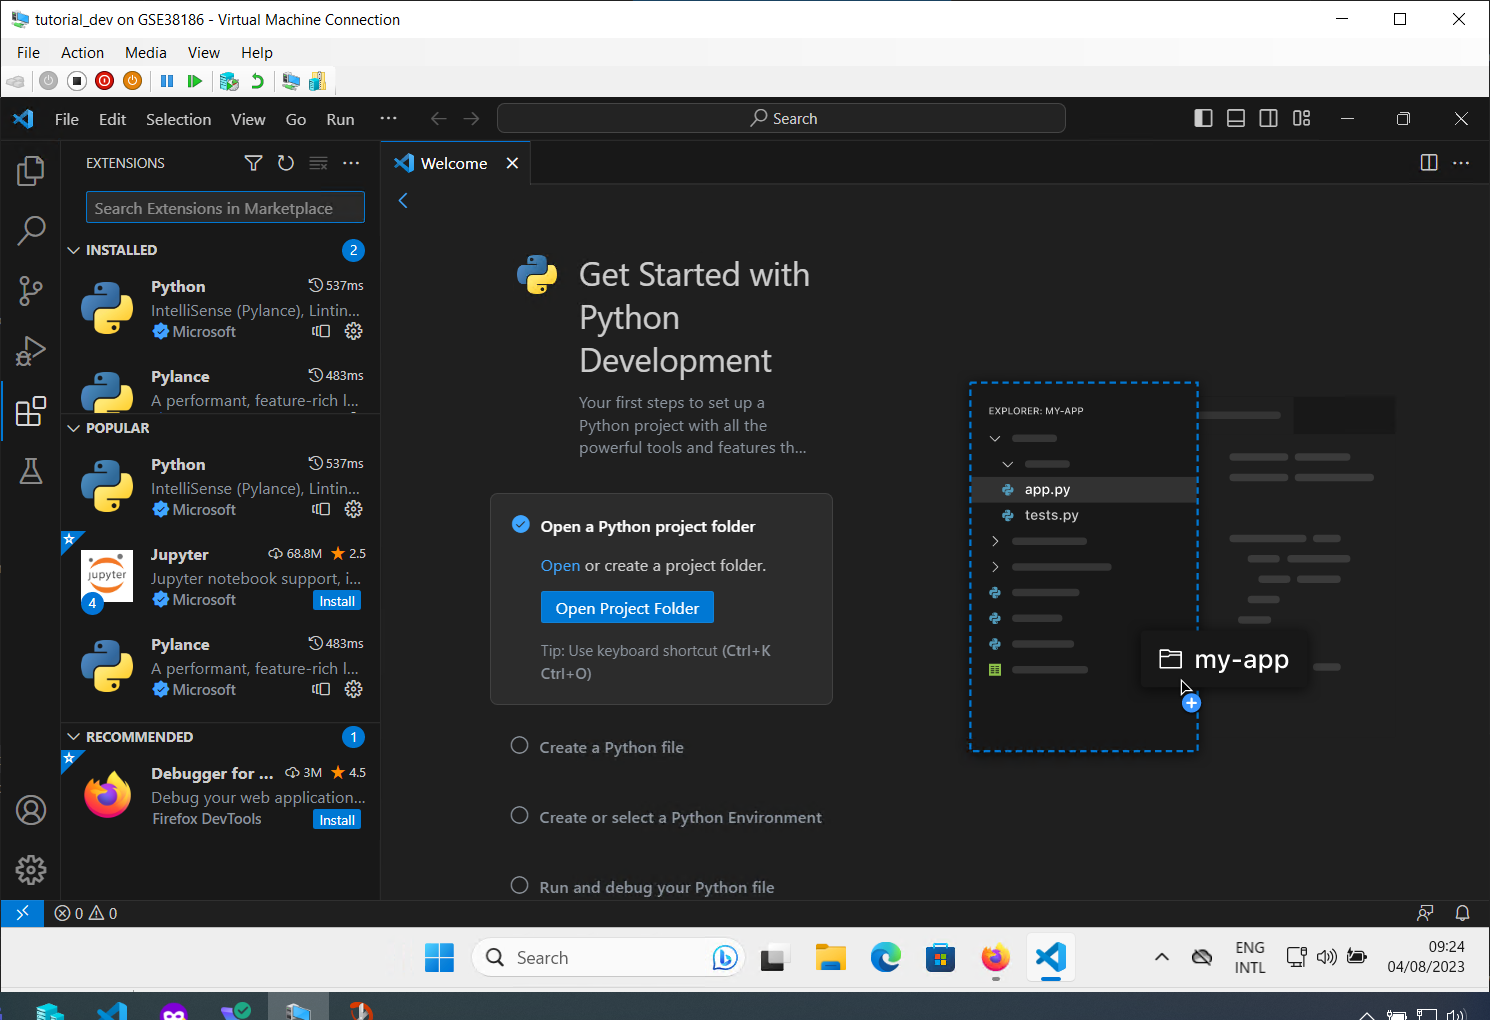 tutorial_dev on GSE38186 - Virtual Machine Connection
File Action Media View Help
File Edit Selection View Go Run ··· Search
EXTENSIONS
Welcome
Search Extensions in Marketplace
INSTALLED 2
Python 537ms
IntelliSense (Pylance), Lintin...
Microsoft
Pylance 483ms
A performant, feature-rich l...
POPULAR
Python 537ms
IntelliSense (Pylance), Lintin...
Microsoft
Jupyter 68.8M 2.5
jupyter
Jupyter notebook support, i...
4
Microsoft Install
Pylance 483ms
A performant, feature-rich l...
Microsoft
RECOMMENDED 1
Debugger for ... 3M 4.5
Debug your web application...
Firefox DevTools Install
Get Started with
Python
Development
Your first steps to set up a
Python project with all the
powerful tools and features th...
Open a Python project folder
Open or create a project folder.
Open Project Folder
Tip: Use keyboard shortcut (Ctrl+K
Ctrl+O)
Create a Python file
Create or select a Python Environment
Run and debug your Python file
EXPLORER: MY-APP
app.py
tests.py
my-app
0 0
Search
ENG
INTL
09:24
04/08/2023